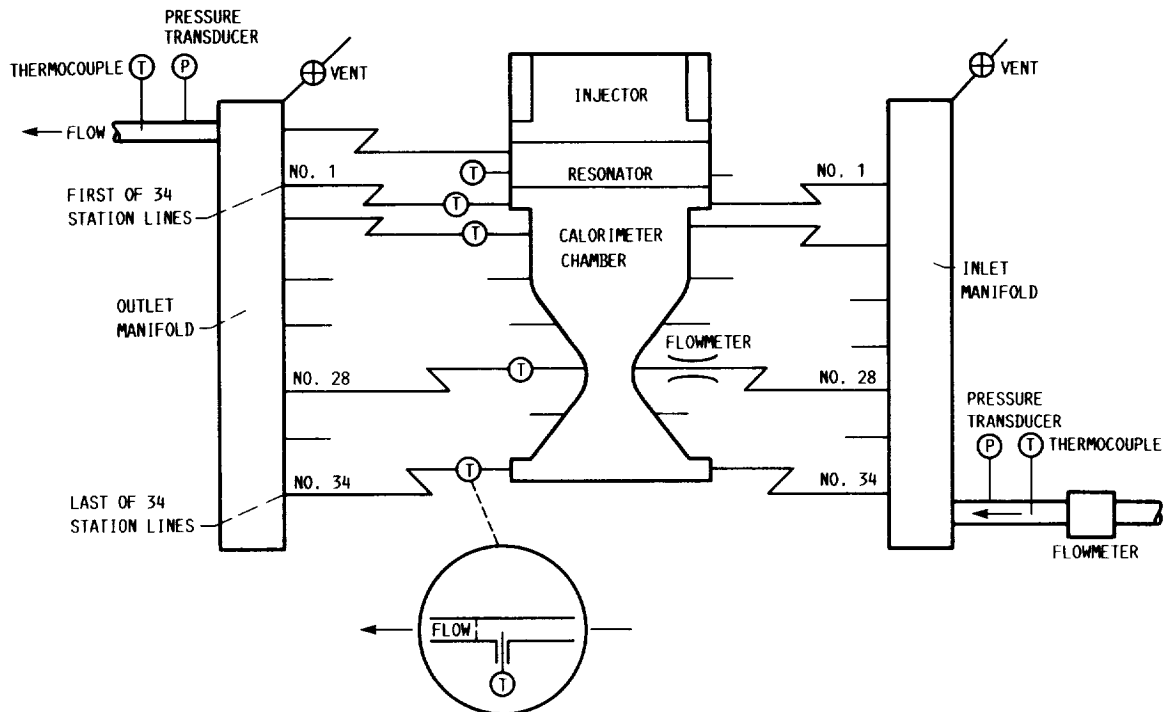 PRESSURE
TRANSDUCER
THERMOCOUPLE T P
VENT
FLOW
NO. 1
FIRST OF 34
STATION LINES
OUTLET
MANIFOLD
NO. 28
NO. 34
LAST OF 34
STATION LINES
INJECTOR
RESONATOR
T
T
T
CALORIMETER
CHAMBER
FLOWMETER
T
T
FLOW
T
VENT
NO. 1
INLET
MANIFOLD
NO. 28
NO. 34
PRESSURE
TRANSDUCER
P T THERMOCOUPLE
FLOWMETER